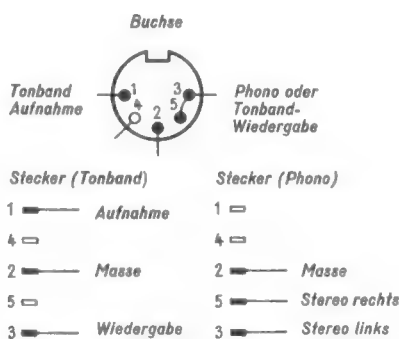 Buchse
Tonband
Aufnahme
1
3
4
5
2
Phono oder
Tonband-
Wiedergabe
Stecker (Tonband)
1 Aufnahme
4
2 Masse
5
3 Wiedergabe
Stecker (Phono)
1
4
2 Masse
5 Stereo rechts
3 Stereo links